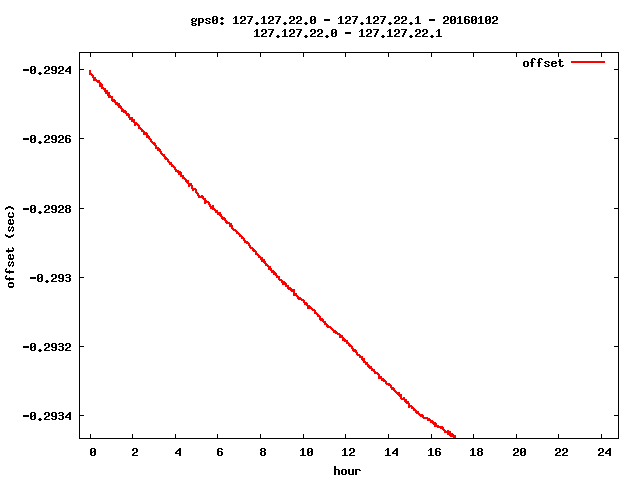 gps0: 127.127.22.0 - 127.127.22.1 - 20160102
127.127.22.0 - 127.127.22.1
offset
-0.2924
-0.2926
-0.2928
-0.293
-0.2932
-0.2934
offset (sec)
0 2 4 6 8 10 12 14 16 18 20 22 24
hour